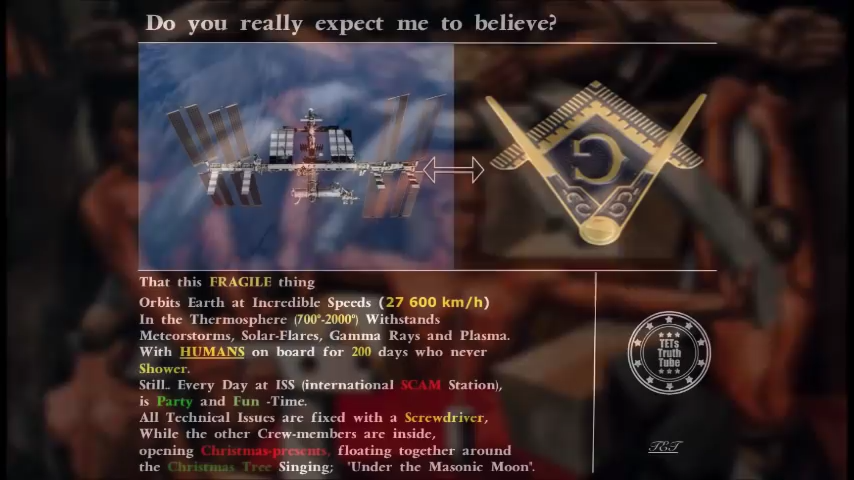 Do you really expect me to believe?
G
That this FRAGILE thing
Orbits Earth at Incredible Speeds (27 600 km/h)
In the Thermosphere (700°-2000°) Withstands
Meteorstorms, Solar-Flares, Gamma Rays and Plasma.
With HUMANS on board for 200 days who never
Shower.
Still.. Every Day at ISS (international SCAM Station),
is Party and Fun -Time.
All Technical Issues are fixed with a Screwdriver,
While the other Crew-members are inside,
opening Christmas-presents, floating together around
the Christmas Tree Singing; 'Under the Masonic Moon'.
TETs
Truth
Tube
TET